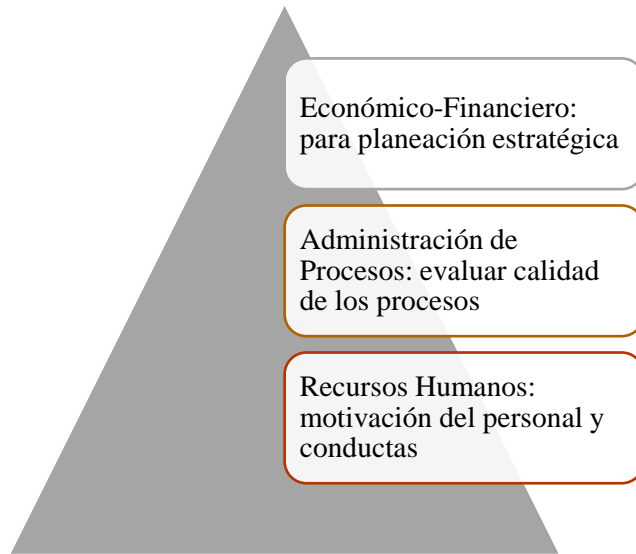 Económico-Financiero:
para planeación estratégica
Administración de
Procesos: evaluar calidad
de los procesos
Recursos Humanos:
motivación del personal y
conductas